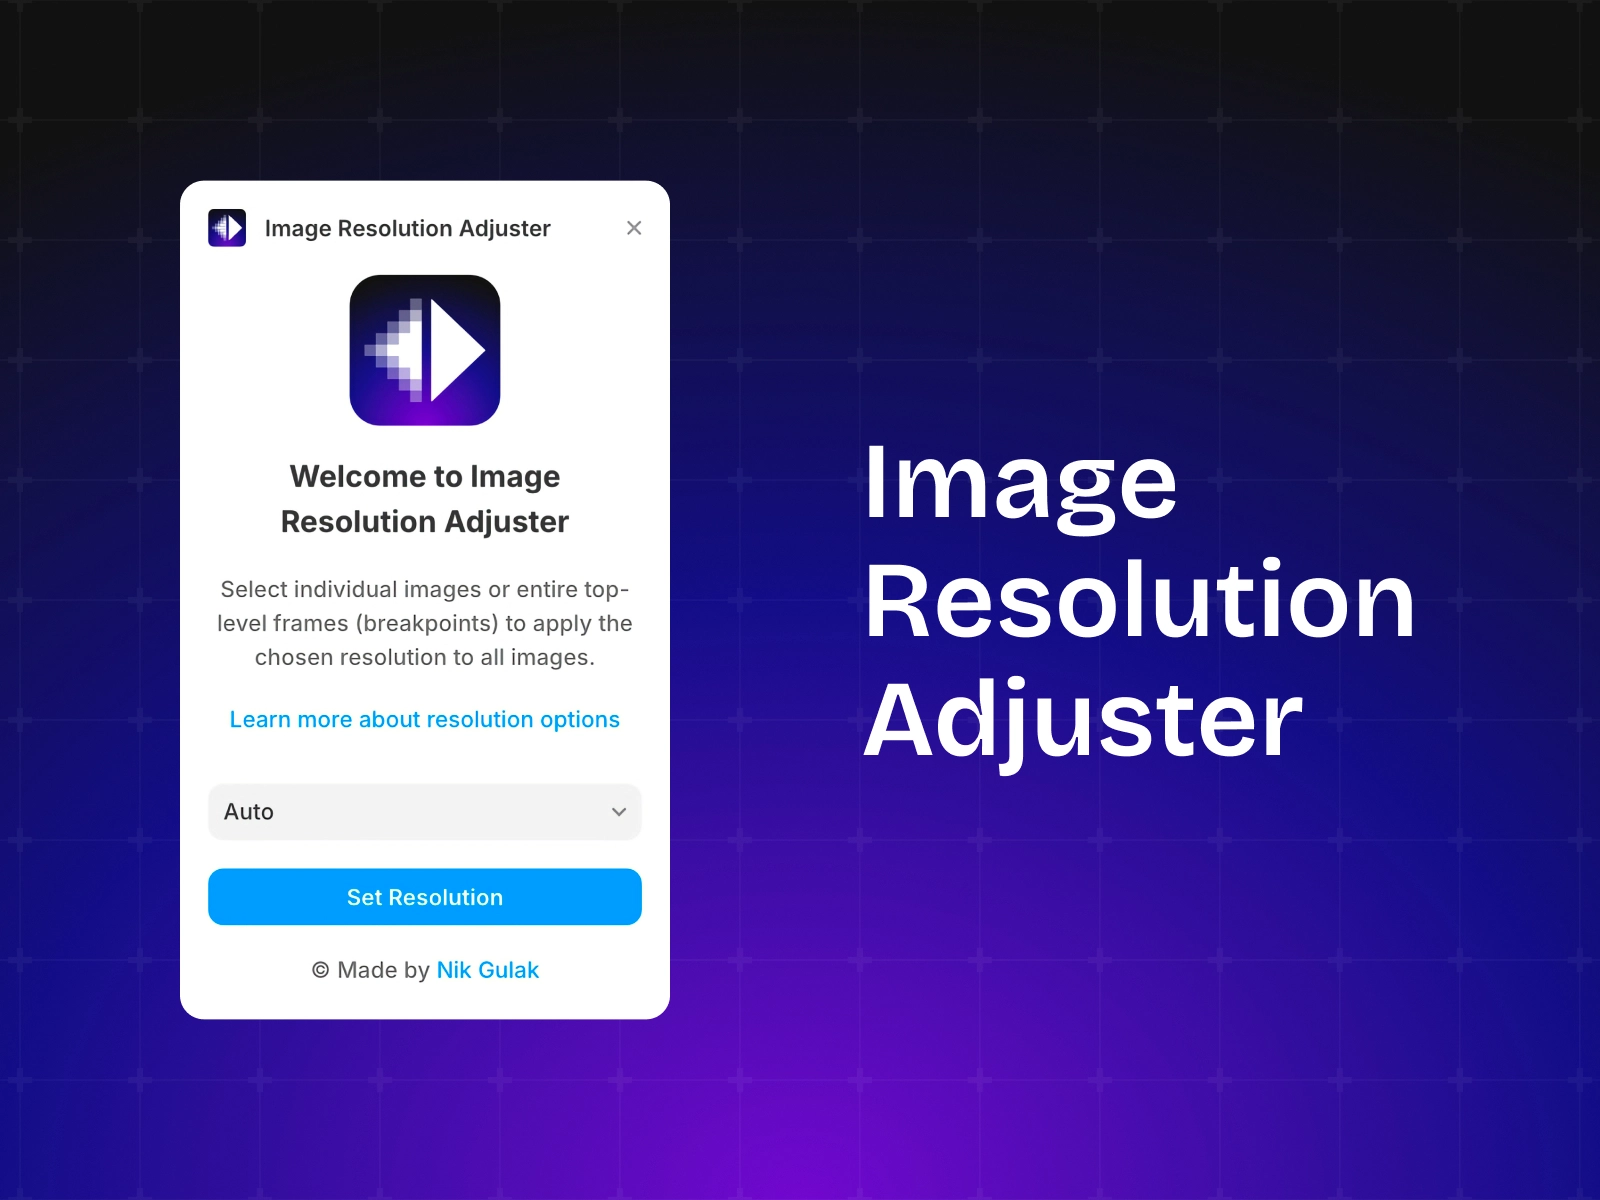 Image Resolution Adjuster
Welcome to Image
Resolution Adjuster
Select individual images or entire top-
level frames (breakpoints) to apply the
chosen resolution to all images.
Learn more about resolution options
Auto
Set Resolution
© Made by Nik Gulak
Image
Resolution
Adjuster